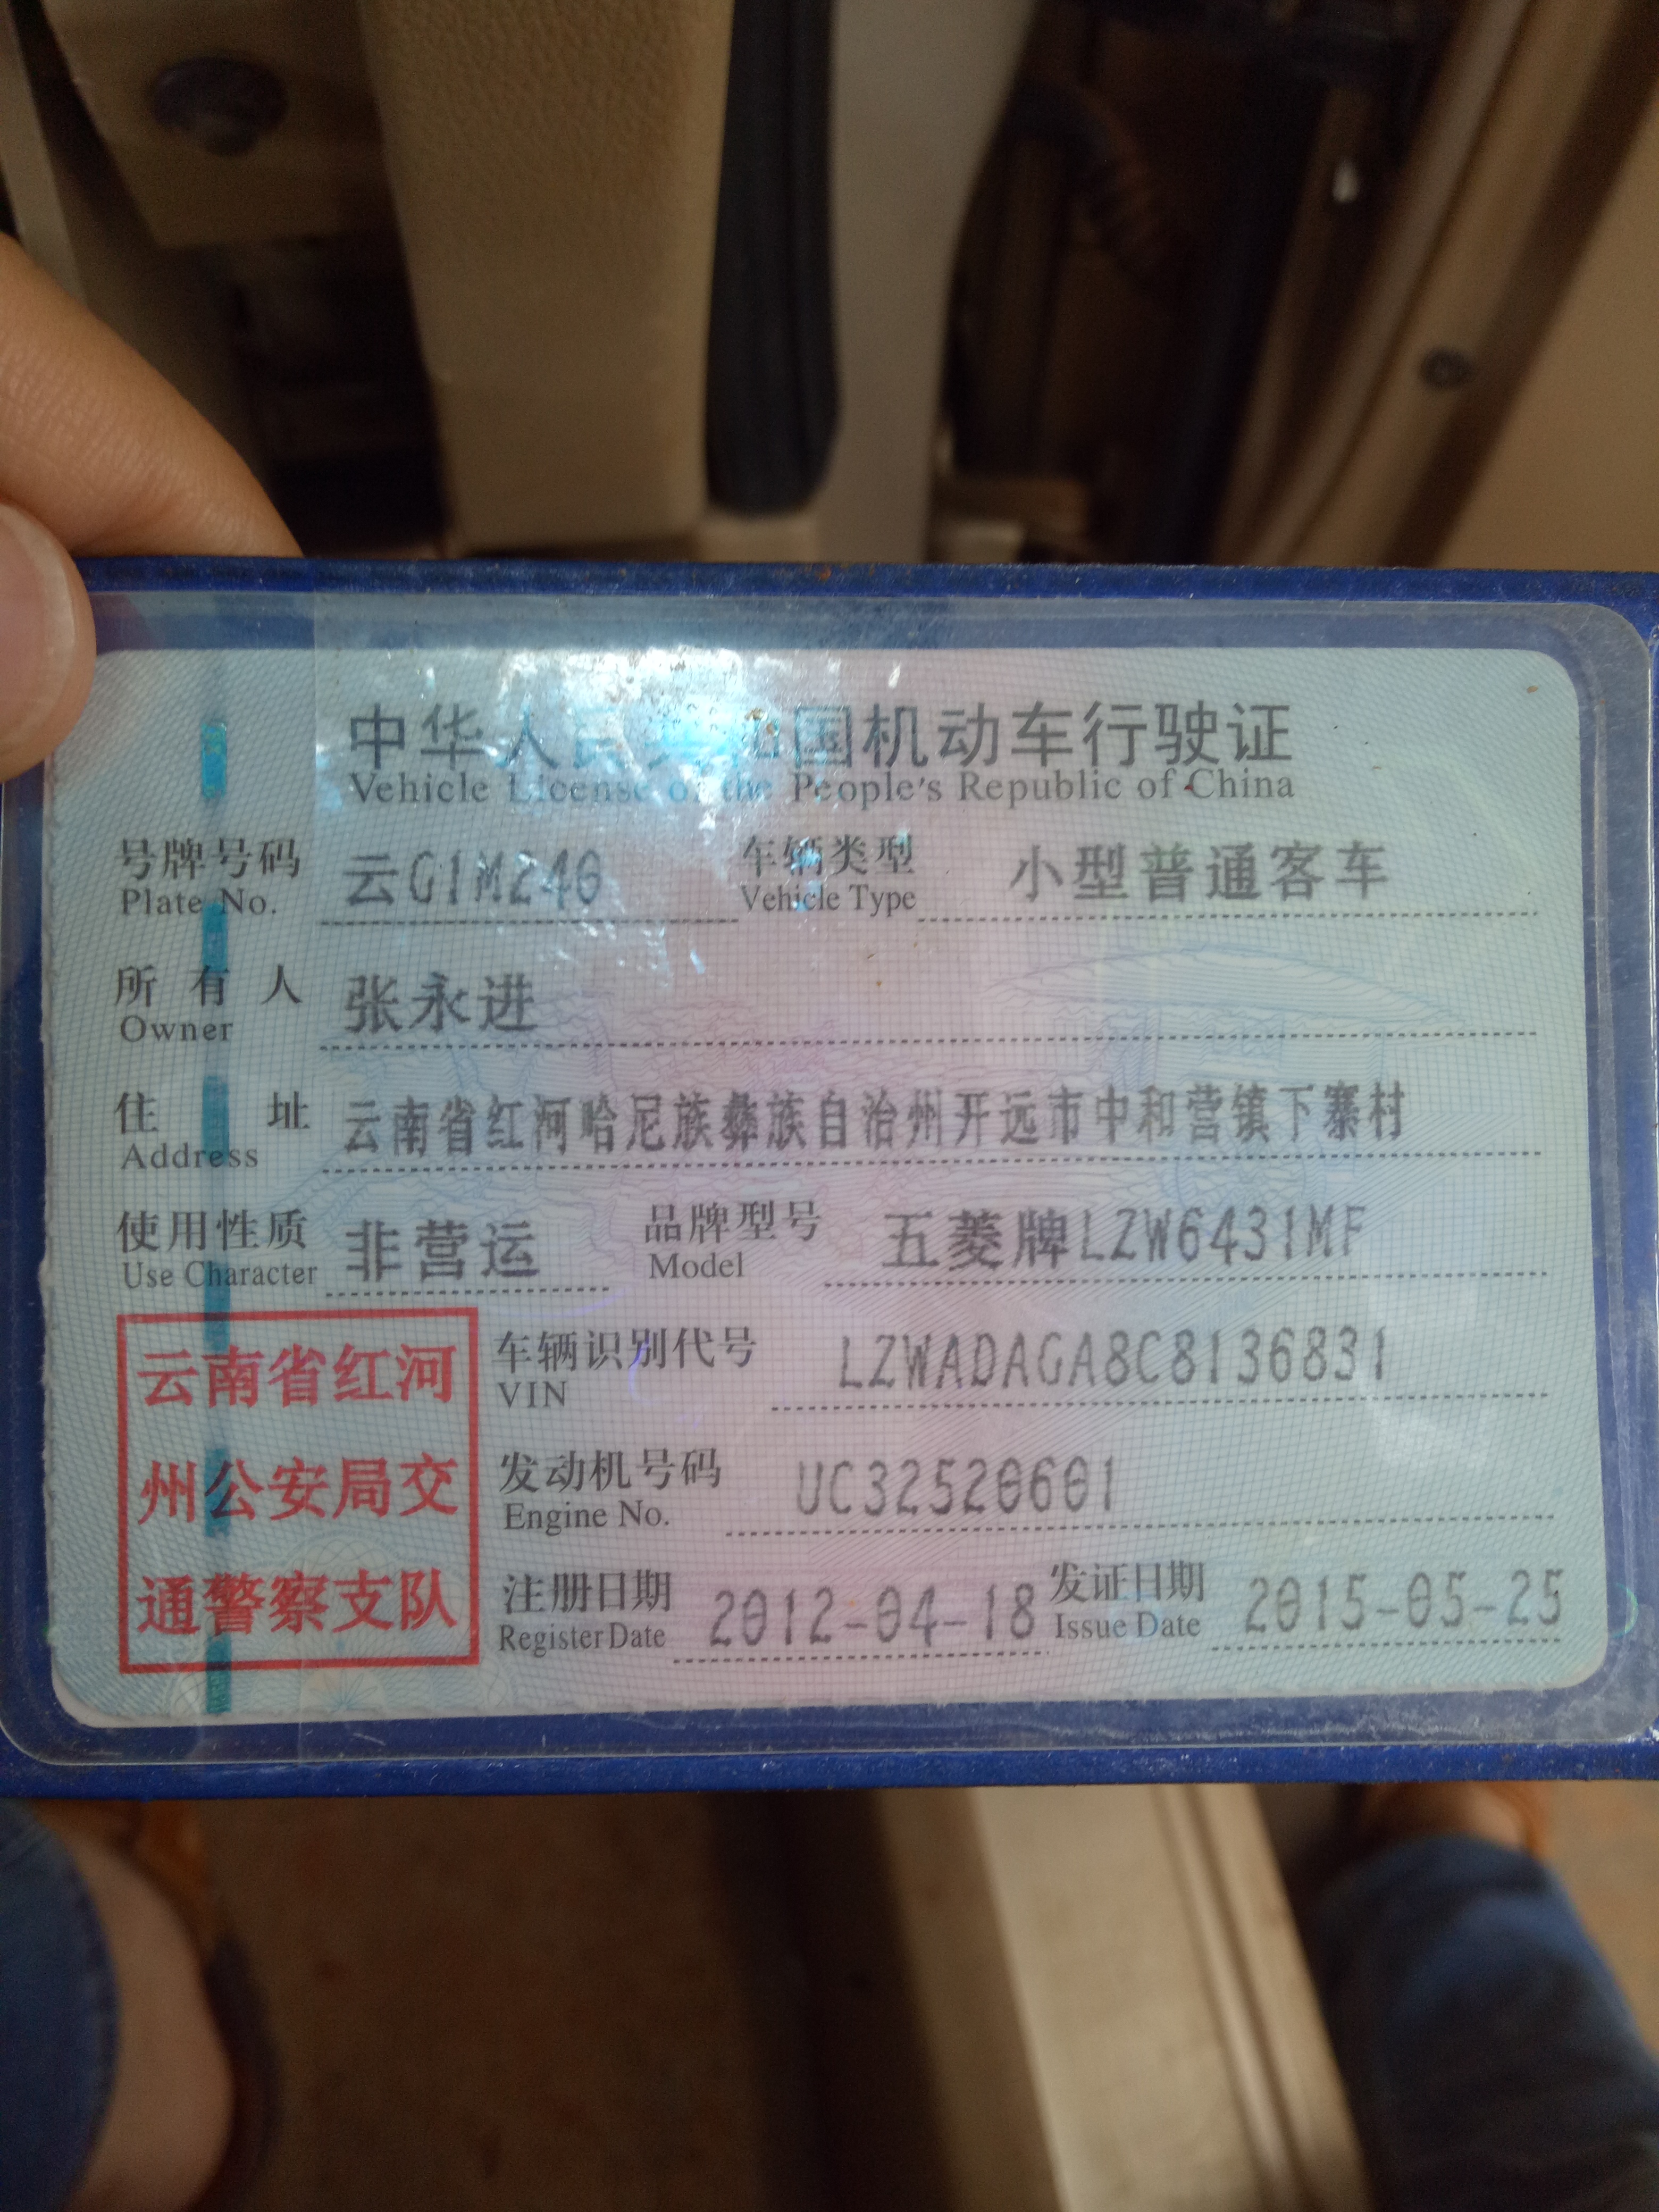 中华人民共和国机动车行驶证
Vehicle License of the People's Republic of China
号牌号码 车辆类型 小型普通客车
Plate No. Vehicle Type
所有人 张永进
Owner
住址 云南省红河哈尼族彝族自治州开远市中和营镇下寨村
Address
使用性质 非营运 品牌型号 五菱牌LZW6431MF
Use Character Model
云南省红河
州公安局交
通警察支队
车辆识别代号 LZWADAGA8C8136831
VIN
发动机号码 UC32520601
Engine No.
注册日期 2012-04-18 发证日期 2015-05-25
Register Date Issue Date